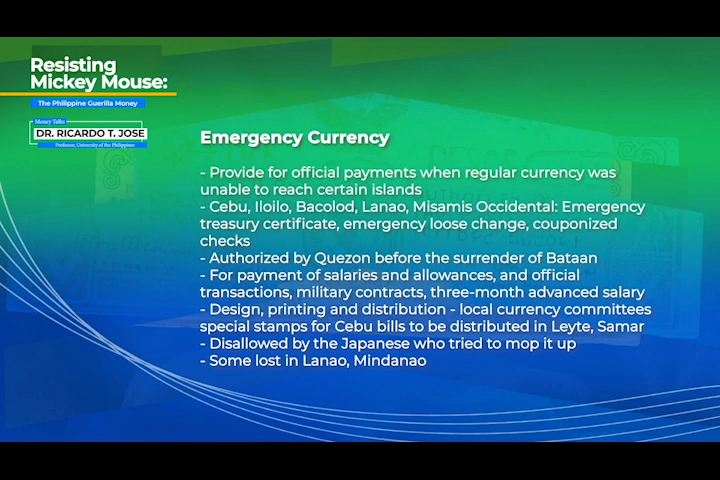 Resisting
Mickey Mouse:
The Philippine Guerilla Money
Money Talks
DR. RICARDO T. JOSE
Professor, University of the Philippines
Emergency Currency
- Provide for official payments when regular currency was
unable to reach certain islands
- Cebu, Iloilo, Bacolod, Lanao, Misamis Occidental: Emergency
treasury certificate, emergency loose change, couponized
checks
- Authorized by Quezon before the surrender of Bataan
- For payment of salaries and allowances, and official
transactions, military contracts, three-month advanced salary
- Design, printing and distribution - local currency committees
special stamps for Cebu bills to be distributed in Leyte, Samar
- Disallowed by the Japanese who tried to mop it up
- Some lost in Lanao, Mindanao